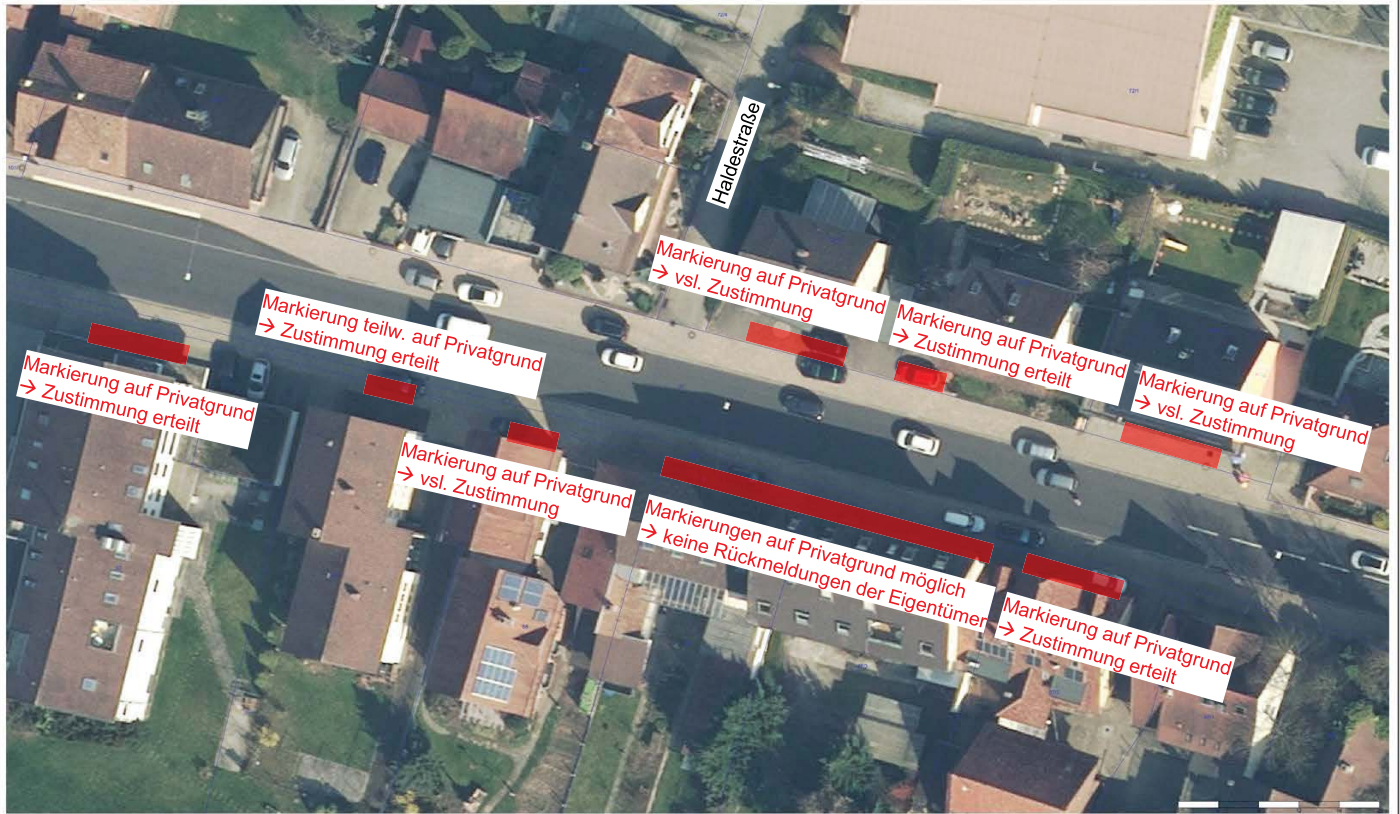 Haldestraße
Markierung auf Privatgrund
→ vsl. Zustimmung
Markierung teilw. auf Privatgrund
→ Zustimmung erteilt
Markierung auf Privatgrund
→ Zustimmung erteilt
Markierung auf Privatgrund
→ Zustimmung erteilt
Markierung auf Privatgrund
→ vsl. Zustimmung
Markierung auf Privatgrund
→ vsl. Zustimmung
Markierungen auf Privatgrund möglich
→ keine Rückmeldungen der Eigentümer
Markierung auf Privatgrund
→ Zustimmung erteilt